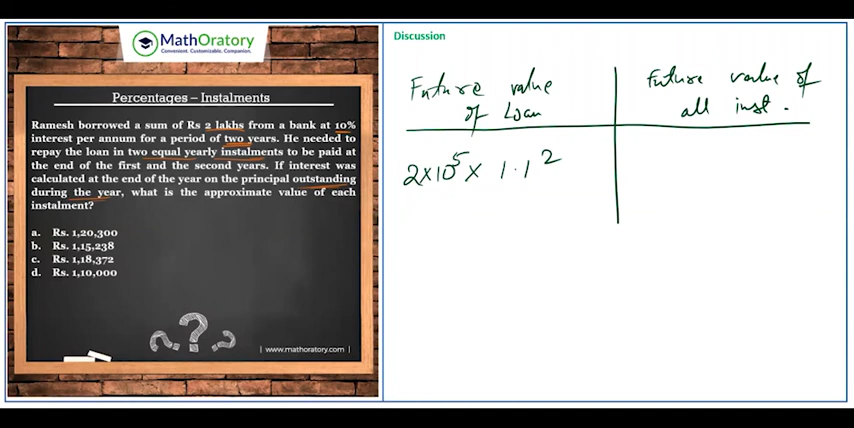 MathOratory
Convenient. Customizable. Companion.
Percentages – Instalments
Ramesh borrowed a sum of Rs 2 lakhs from a bank at 10%
interest per annum for a period of two years. He needed to
repay the loan in two equal yearly instalments to be paid at
the end of the first and the second years. If interest was
calculated at the end of the year on the principal outstanding
during the year, what is the approximate value of each
instalment?
a. Rs. 1,20,300
b. Rs. 1,15,238
c. Rs. 1,18,372
d. Rs. 1,10,000
| www.mathoratory.com
Discussion
Future value
of Loan
2×10⁵ × 1.1²
Future value of
all inst.